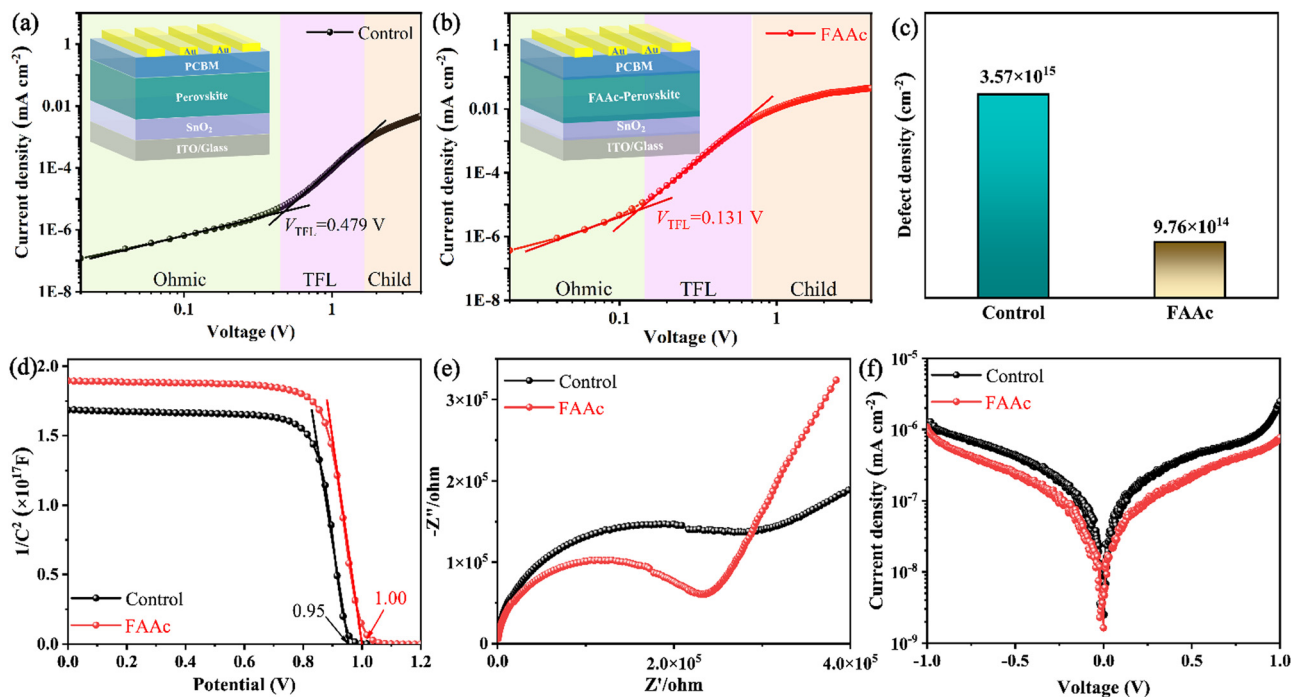 (a)
Control
Au Au
PCBM
Perovskite
SnO₂
ITO/Glass
V_TFL=0.479 V
Ohmic TFL Child
1
0.01
1E-4
1E-6
1E-8
Current density (mA cm⁻²)
0.1 1
Voltage (V)
(b)
FAAc
Au Au
PCBM
FAAc-Perovskite
SnO₂
ITO/Glass
V_TFL=0.131 V
Ohmic TFL Child
1
0.01
1E-4
1E-6
1E-8
Current density (mA cm⁻²)
0.1 1
Voltage (V)
(c)
3.57×10¹⁵
9.76×10¹⁴
Defect density (cm⁻²)
Control FAAc
(d)
2.0
1.5
1.0
0.5
0.0
1/C² (×10¹⁷F)
Control
FAAc
0.95
1.00
0.0 0.2 0.4 0.6 0.8 1.0 1.2
Potential (V)
(e)
Control
FAAc
3×10⁵
2×10⁵
1×10⁵
0
-Z''/ohm
0 2.0×10⁵ 4.0×10⁵
Z'/ohm
(f)
Control
FAAc
10⁻⁵
10⁻⁶
10⁻⁷
10⁻⁸
10⁻⁹
Current density (mA cm⁻²)
-1.0 -0.5 0.0 0.5 1.0
Voltage (V)